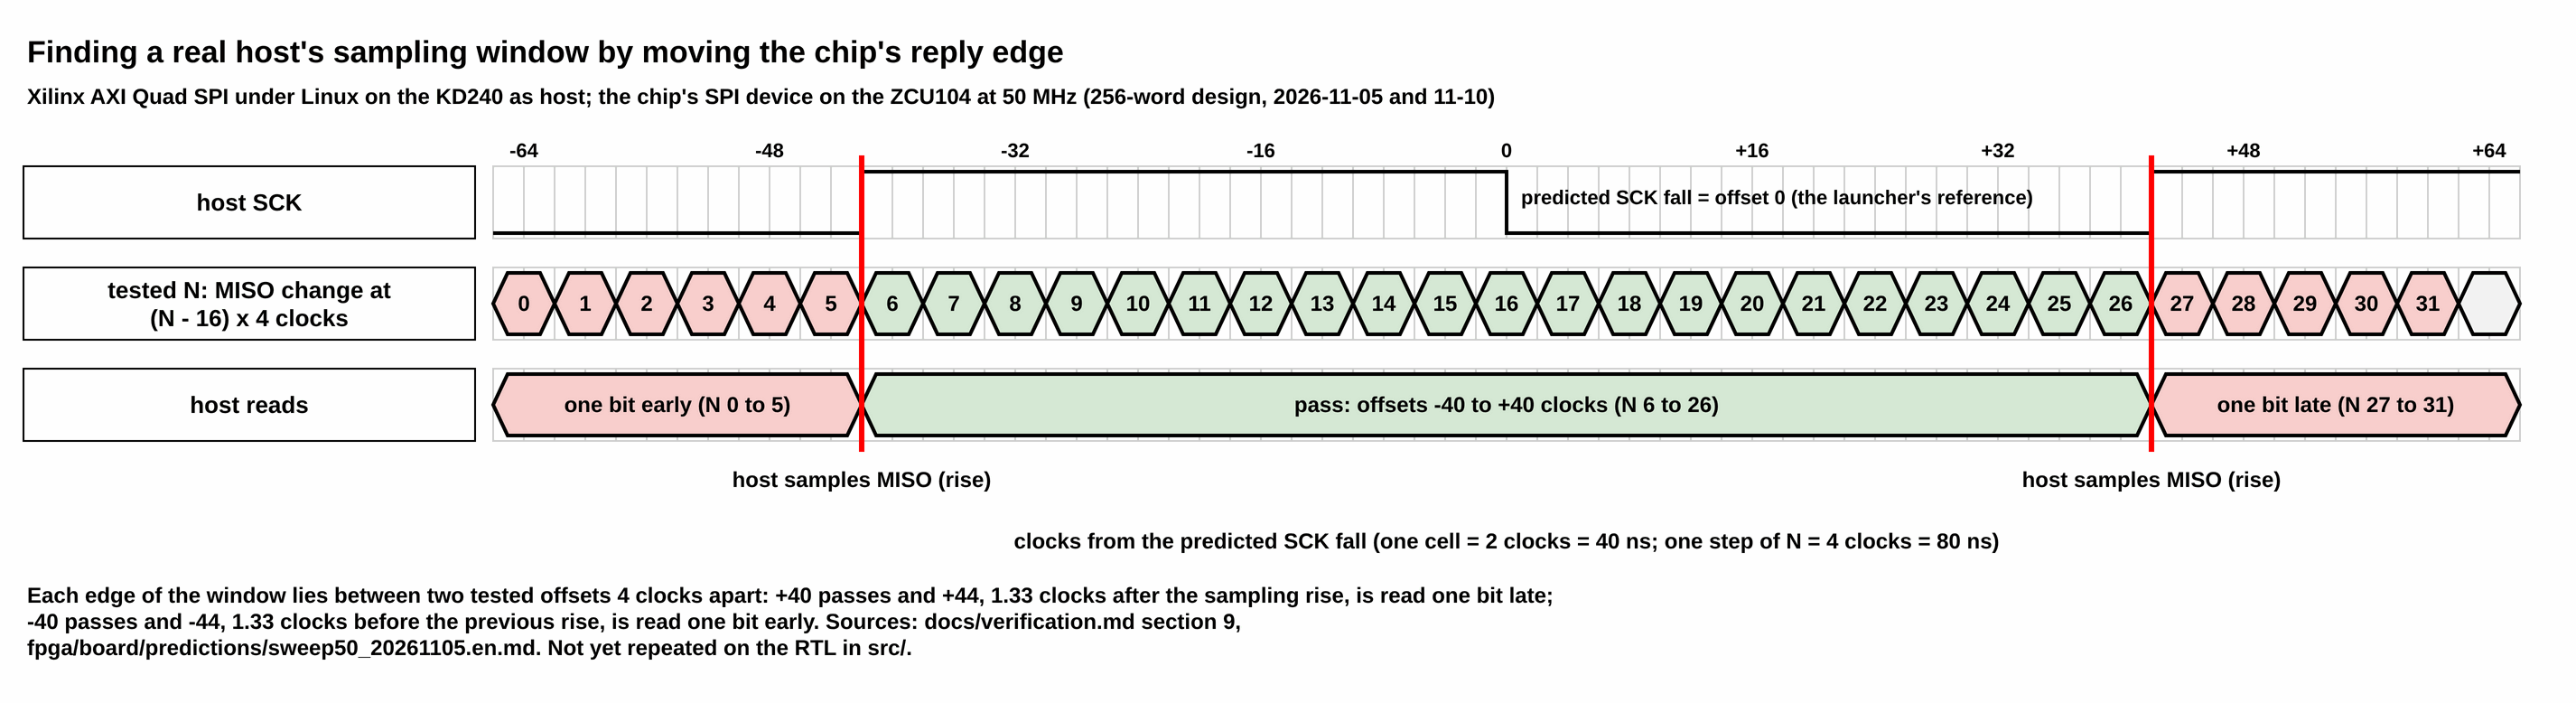 Finding a real host's sampling window by moving the chip's reply edge
Xilinx AXI Quad SPI under Linux on the KD240 as host; the chip's SPI device on the ZCU104 at 50 MHz (256-word design, 2026-11-05 and 11-10)
-64 -48 -32 -16 0 +16 +32 +48 +64
host SCK
predicted SCK fall = offset 0 (the launcher's reference)
tested N: MISO change at
(N - 16) x 4 clocks
0 1 2 3 4 5 6 7 8 9 10 11 12 13 14 15 16 17 18 19 20 21 22 23 24 25 26 27 28 29 30 31
host reads
one bit early (N 0 to 5)
pass: offsets -40 to +40 clocks (N 6 to 26)
one bit late (N 27 to 31)
host samples MISO (rise)
host samples MISO (rise)
clocks from the predicted SCK fall (one cell = 2 clocks = 40 ns; one step of N = 4 clocks = 80 ns)
Each edge of the window lies between two tested offsets 4 clocks apart: +40 passes and +44, 1.33 clocks after the sampling rise, is read one bit late;
-40 passes and -44, 1.33 clocks before the previous rise, is read one bit early. Sources: docs/verification.md section 9,
fpga/board/predictions/sweep50_20261105.en.md. Not yet repeated on the RTL in src/.